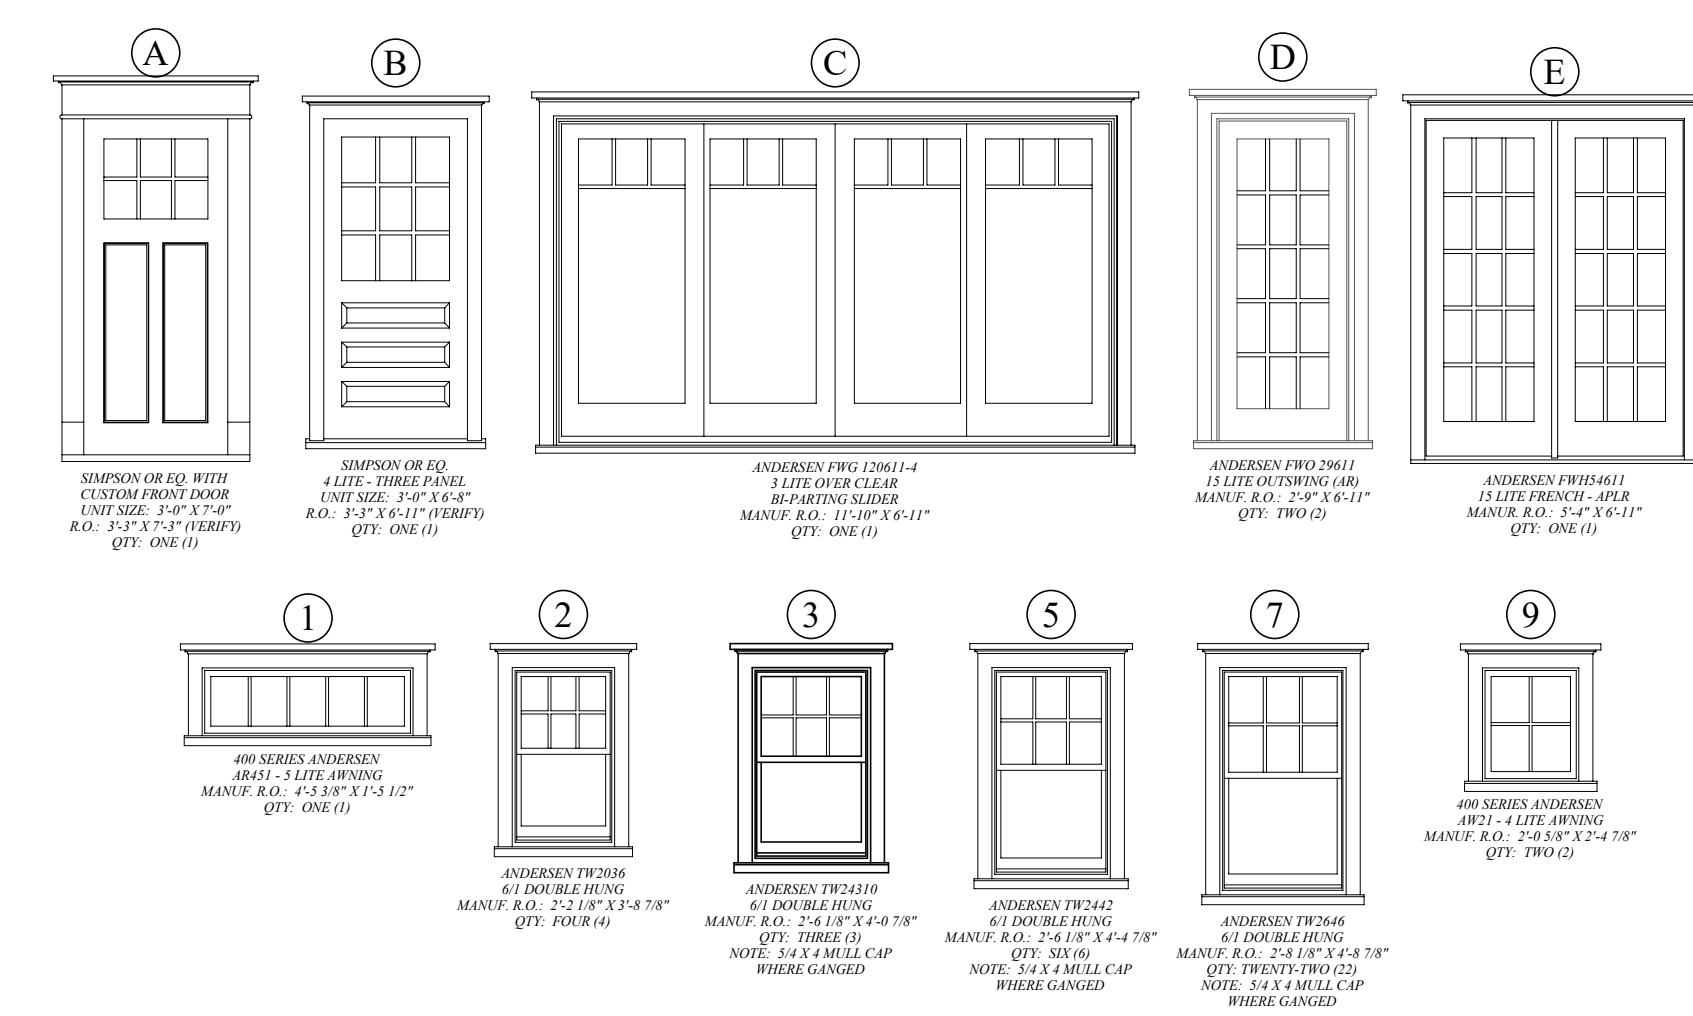 A
SIMPSON OR EQ. WITH
CUSTOM FRONT DOOR
UNIT SIZE: 3'-0" X 7'-0"
R.O.: 3'-3" X 7'-3" (VERIFY)
QTY: ONE (1)
B
SIMPSON OR EQ.
4 LITE - THREE PANEL
UNIT SIZE: 3'-0" X 6'-8"
R.O.: 3'-3" X 6'-11" (VERIFY)
QTY: ONE (1)
C
ANDERSEN FWG 120611-4
3 LITE OVER CLEAR
BI-PARTING SLIDER
MANUF. R.O.: 11'-10" X 6'-11"
QTY: ONE (1)
D
ANDERSEN FWO 29611
15 LITE OUTSWING (AR)
MANUF. R.O.: 2'-9" X 6'-11"
QTY: TWO (2)
E
ANDERSEN FWH54611
15 LITE FRENCH - APLR
MANUR. R.O.: 5'-4" X 6'-11"
QTY: ONE (1)
1
400 SERIES ANDERSEN
AR451 - 5 LITE AWNING
MANUF. R.O.: 4'-5 3/8" X 1'-5 1/2"
QTY: ONE (1)
2
ANDERSEN TW2036
6/1 DOUBLE HUNG
MANUF. R.O.: 2'-2 1/8" X 3'-8 7/8"
QTY: FOUR (4)
3
ANDERSEN TW24310
6/1 DOUBLE HUNG
MANUF. R.O.: 2'-6 1/8" X 4'-0 7/8"
QTY: THREE (3)
NOTE: 5/4 X 4 MULL CAP
WHERE GANGED
5
ANDERSEN TW2442
6/1 DOUBLE HUNG
MANUF. R.O.: 2'-6 1/8" X 4'-4 7/8"
QTY: SIX (6)
NOTE: 5/4 X 4 MULL CAP
WHERE GANGED
7
ANDERSEN TW2646
6/1 DOUBLE HUNG
MANUF. R.O.: 2'-8 1/8" X 4'-8 7/8"
QTY: TWENTY-TWO (22)
NOTE: 5/4 X 4 MULL CAP
WHERE GANGED
9
400 SERIES ANDERSEN
AW21 - 4 LITE AWNING
MANUF. R.O.: 2'-0 5/8" X 2'-4 7/8"
QTY: TWO (2)